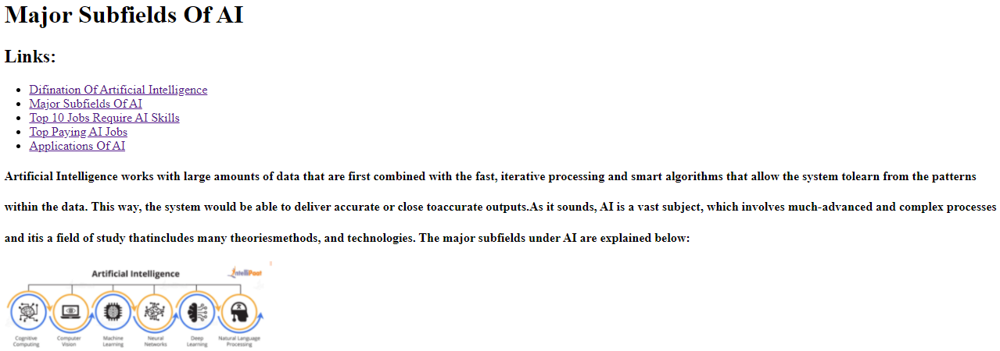 Major Subfields Of AI
Links:
Difination Of Artificial Intelligence
Major Subfields Of AI
Top 10 Jobs Require AI Skills
Top Paying AI Jobs
Applications Of AI
Artificial Intelligence works with large amounts of data that are first combined with the fast, iterative processing and smart algorithms that allow the system tolearn from the patterns
within the data. This way, the system would be able to deliver accurate or close toaccurate outputs.As it sounds, AI is a vast subject, which involves much-advanced and complex processes
and itis a field of study thatincludes many theoriesmethods, and technologies. The major subfields under AI are explained below:
Artificial Intelligence
IntelliPaat
Cognitive Computer Machine Neural Deep Natural Language
Computing Vision Learning Networks Learning Processing